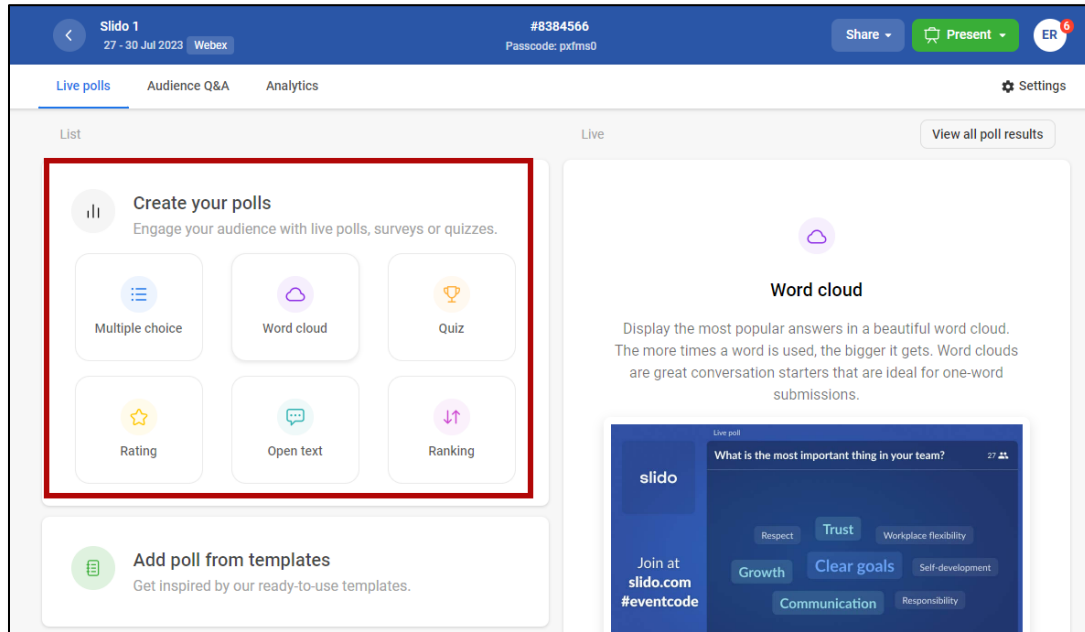 Slido 1
27 - 30 Jul 2023 Webex
#8384566
Passcode: pxfms0
Share
Present
ER
6
Live polls
Audience Q&A
Analytics
Settings
List
Live
View all poll results
Create your polls
Engage your audience with live polls, surveys or quizzes.
Multiple choice
Word cloud
Quiz
Rating
Open text
Ranking
Add poll from templates
Get inspired by our ready-to-use templates.
Word cloud
Display the most popular answers in a beautiful word cloud.
The more times a word is used, the bigger it gets. Word clouds
are great conversation starters that are ideal for one-word
submissions.
slido
Join at
slido.com
#eventcode
Live poll
What is the most important thing in your team?
27
Respect
Trust
Workplace flexibility
Growth
Clear goals
Self-development
Communication
Responsibility